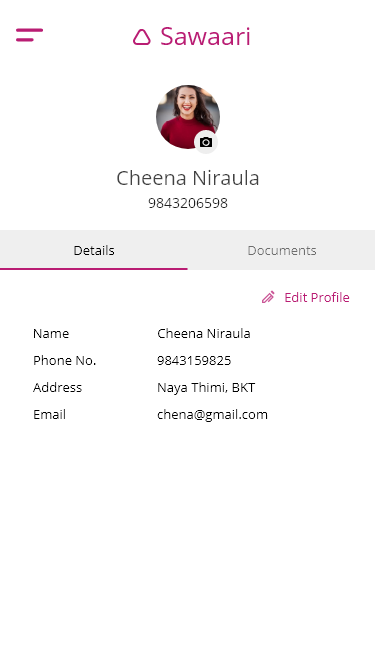 Sawaari
Cheena Niraula
9843206598
Details Documents
Edit Profile
Name Cheena Niraula
Phone No. 9843159825
Address Naya Thimi, BKT
Email chena@gmail.com